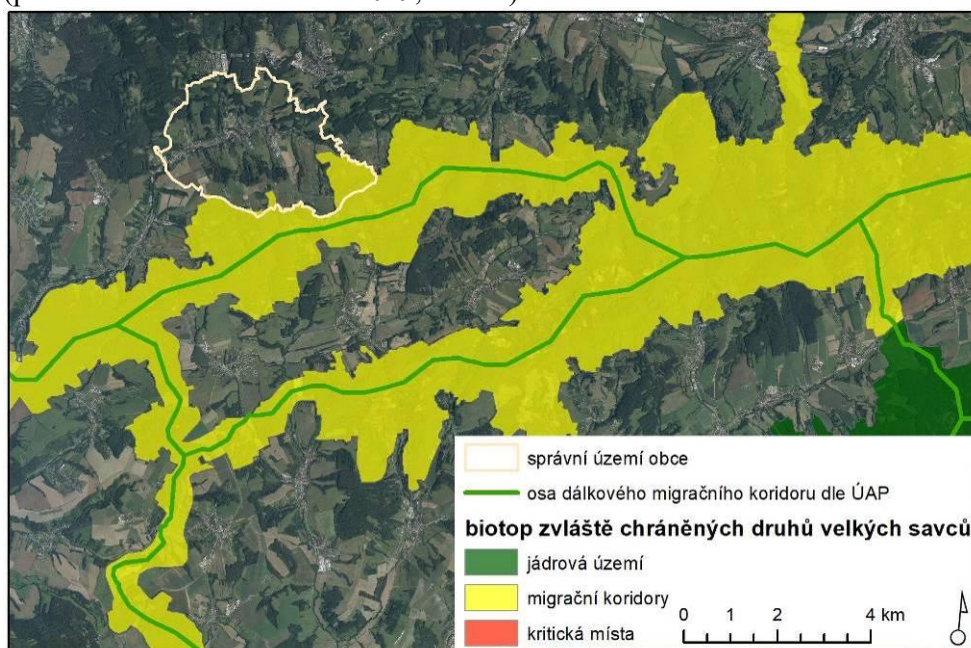 správní území obce
osa dálkového migračního koridoru dle ÚAP
biotop zvláště chráněných druhů velkých savců
jádrová území
migrační koridory
kritická místa
0 1 2 4 km